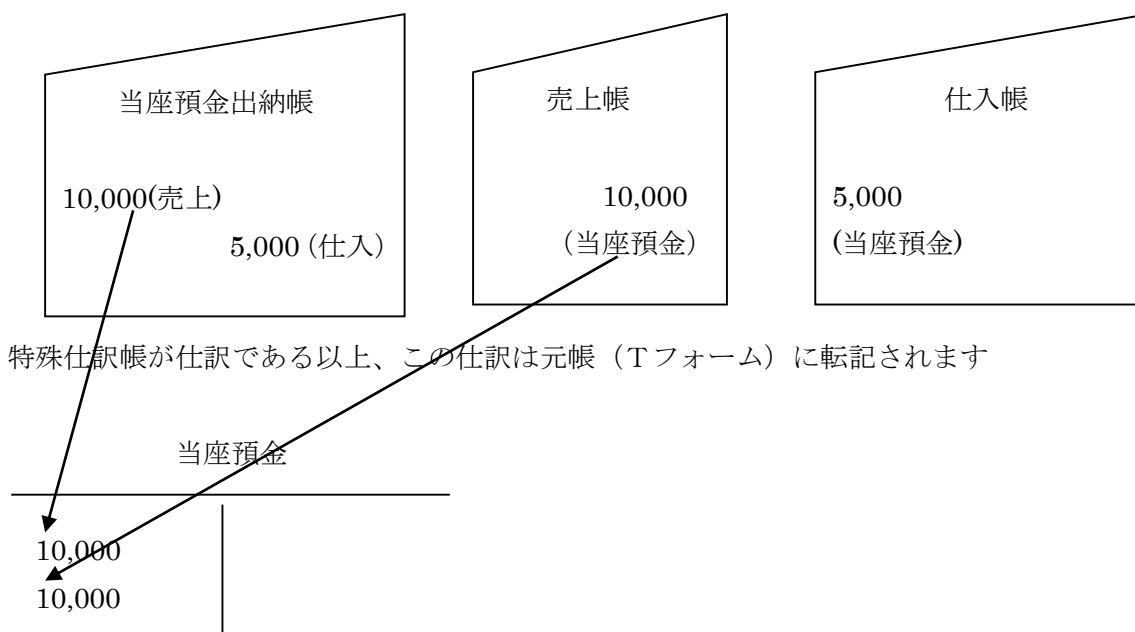 当座預金出納帳
売上帳
仕入帳
10,000(売上)
5,000 (仕入)
10,000
(当座預金)
5,000
(当座預金)
特殊仕訳帳が仕訳である以上、この仕訳は元帳（Tフォーム）に転記されます
当座預金
10,000
10,000